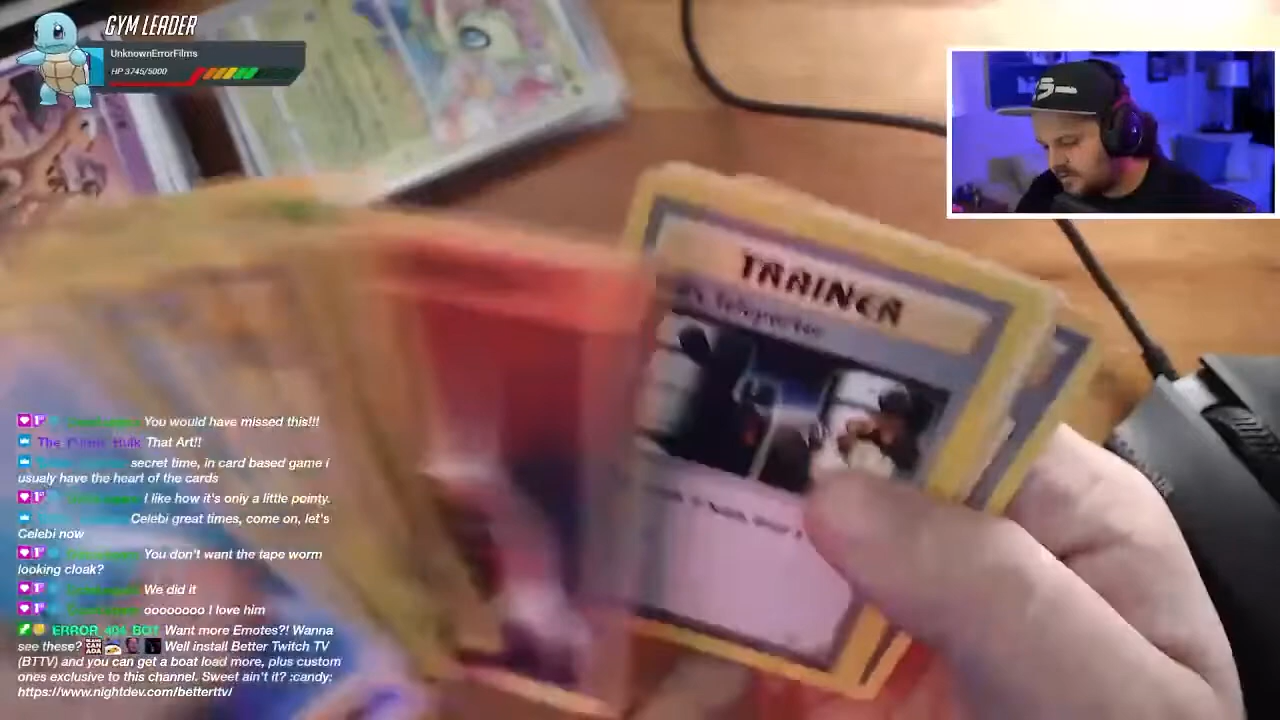 GYM LEADER
UnknownErrorFilms
HP 3745/5000
TRAINER
You would have missed this!!!
That Art!!
secret time, in card based game i
usualy have the heart of the cards
I like how it's only a little pointy.
Celebi great times, come on, let's
Celebi now
You don't want the tape worm
looking cloak?
We did it
ooooooo I love him
ERROR_404_BOT Want more Emotes?! Wanna
see these? Well install Better Twitch TV
(BTTV) and you can get a boat load more, plus custom
ones exclusive to this channel. Sweet ain't it? :candy:
https://www.nightdev.com/betterttv/